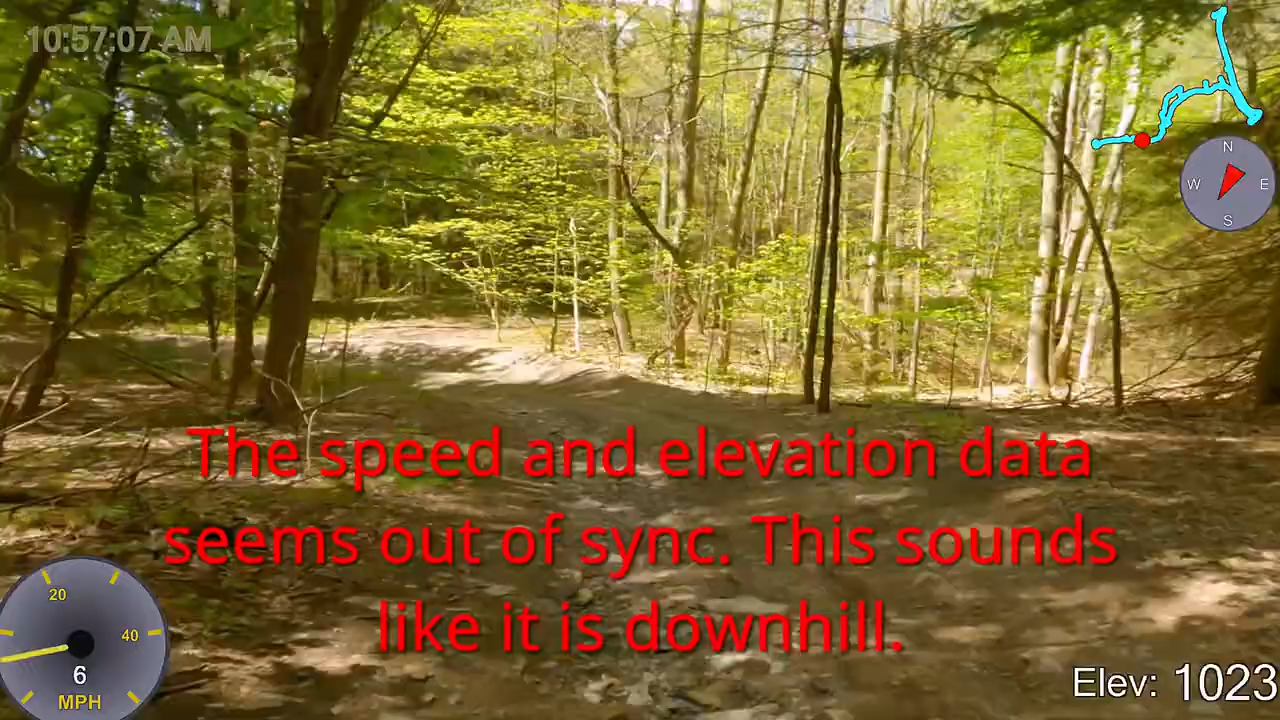 10:57:07 AM
N
W E
S
The speed and elevation data
seems out of sync. This sounds
like it is downhill.
20
40
6
MPH
Elev: 1023